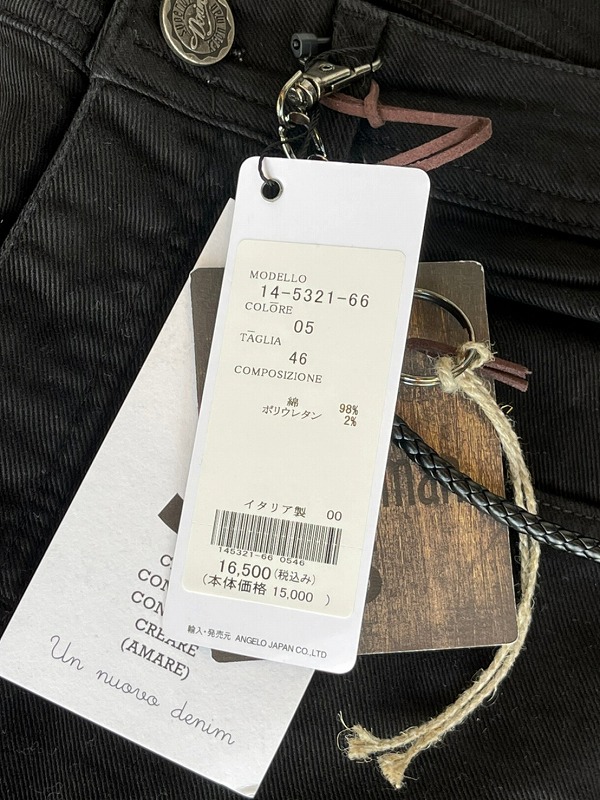 MODELLO
14-5321-66
COLORE
05
TAGLIA
46
COMPOSIZIONE
綿 98%
ポリウレタン 2%
イタリア製 00
145321-66 0546
16,500(税込み)
(本体価格 15,000 )
輸入・発売元 ANGELO JAPAN CO.,LTD
CREARE
(AMARE)
Un nuovo denim